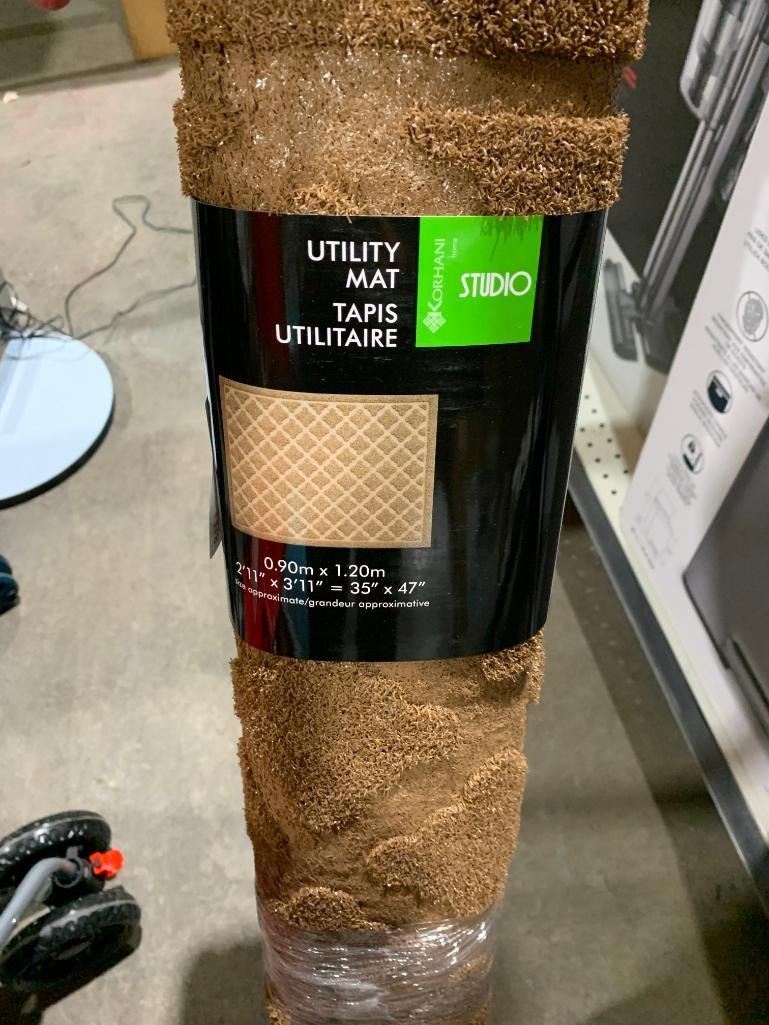 UTILITY
MAT
TAPIS
UTILITAIRE
KORHANI
home
STUDIO
0.90m x 1.20m
2'11" x 3'11" = 35" x 47"
size approximate/grandeur approximative